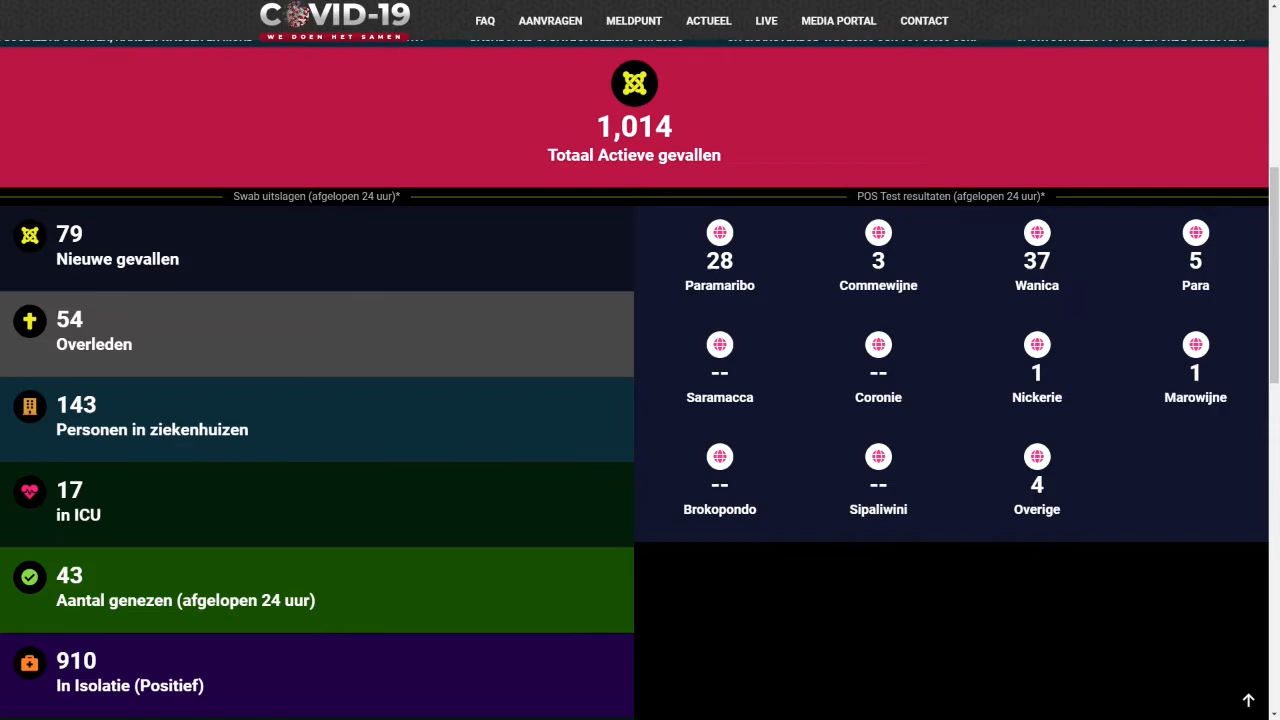 COVID-19
WE DOEN HET SAMEN
FAQ AANVRAGEN MELDPUNT ACTUEEL LIVE MEDIA PORTAL CONTACT
1,014
Totaal Actieve gevallen
Swab uitslagen (afgelopen 24 uur)*
POS Test resultaten (afgelopen 24 uur)*
79
Nieuwe gevallen
54
Overleden
143
Personen in ziekenhuizen
17
in ICU
43
Aantal genezen (afgelopen 24 uur)
910
In Isolatie (Positief)
28 3 37 5
Paramaribo Commewijne Wanica Para
-- -- 1 1
Saramacca Coronie Nickerie Marowijne
-- -- 4
Brokopondo Sipaliwini Overige